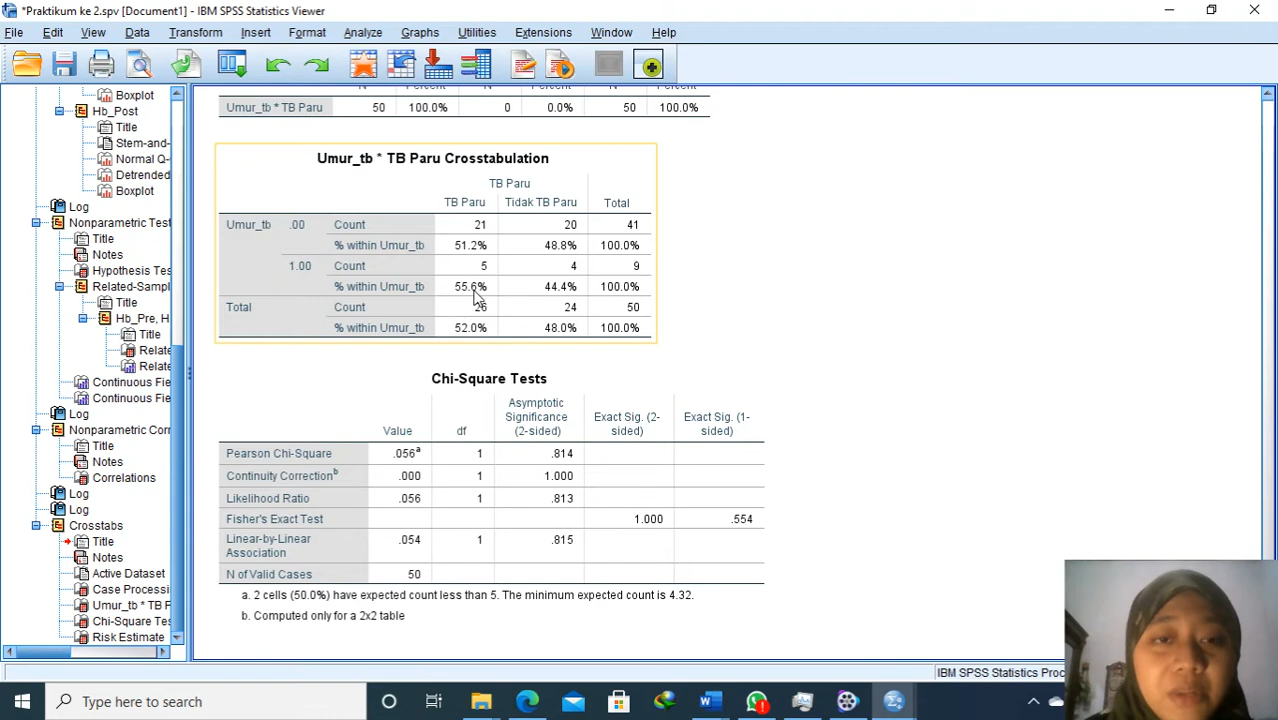 *Praktikum ke 2.spv [Document1] - IBM SPSS Statistics Viewer
File Edit View Data Transform Insert Format Analyze Graphs Utilities Extensions Window Help
Boxplot
Hb_Post
Title
Stem-and-
Normal Q-
Detrended
Boxplot
Log
Nonparametric Test
Title
Notes
Hypothesis Tes
Related-Sampl
Title
Hb_Pre, H
Title
Relate
Relate
Continuous Fie
Continuous Fie
Log
Nonparametric Corr
Title
Notes
Correlations
Log
Log
Crosstabs
Title
Notes
Active Dataset
Case Processi
Umur_tb * TB P
Chi-Square Tes
Risk Estimate
N Percent N Percent N Percent
Umur_tb * TB Paru 50 100.0% 0 0.0% 50 100.0%
Umur_tb * TB Paru Crosstabulation
TB Paru
TB Paru Tidak TB Paru Total
Umur_tb .00 Count 21 20 41
% within Umur_tb 51.2% 48.8% 100.0%
1.00 Count 5 4 9
% within Umur_tb 55.6% 44.4% 100.0%
Total Count 26 24 50
% within Umur_tb 52.0% 48.0% 100.0%
Chi-Square Tests
Value df Asymptotic Significance (2-sided) Exact Sig. (2-sided) Exact Sig. (1-sided)
Pearson Chi-Square .056a 1 .814
Continuity Correctionb .000 1 1.000
Likelihood Ratio .056 1 .813
Fisher's Exact Test 1.000 .554
Linear-by-Linear Association .054 1 .815
N of Valid Cases 50
a. 2 cells (50.0%) have expected count less than 5. The minimum expected count is 4.32.
b. Computed only for a 2x2 table
IBM SPSS Statistics Proc
Type here to search